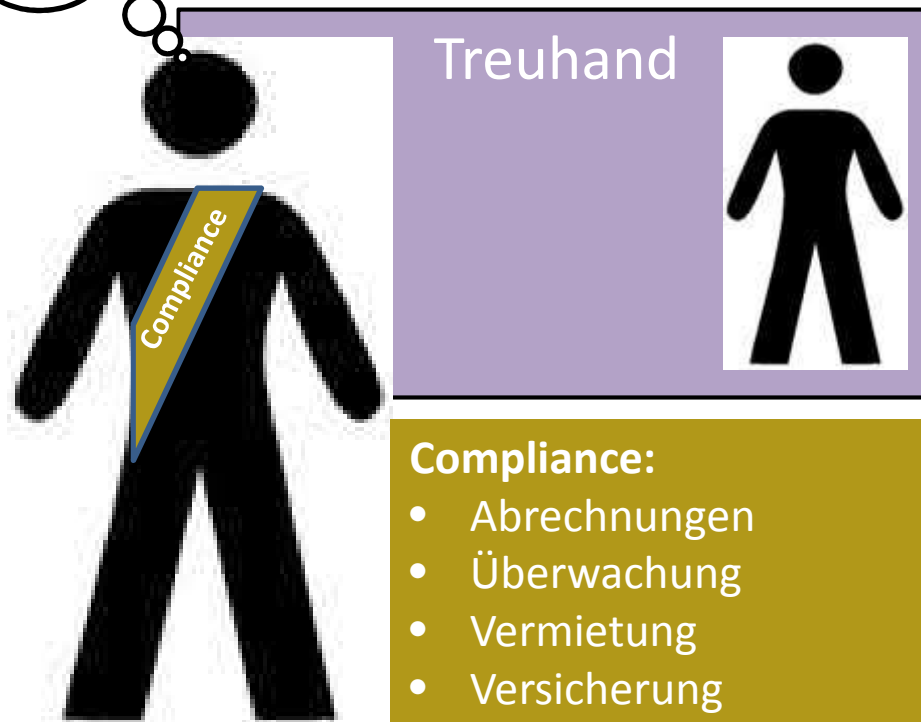 Treuhand
Compliance
Compliance:
• Abrechnungen
• Überwachung
• Vermietung
• Versicherung